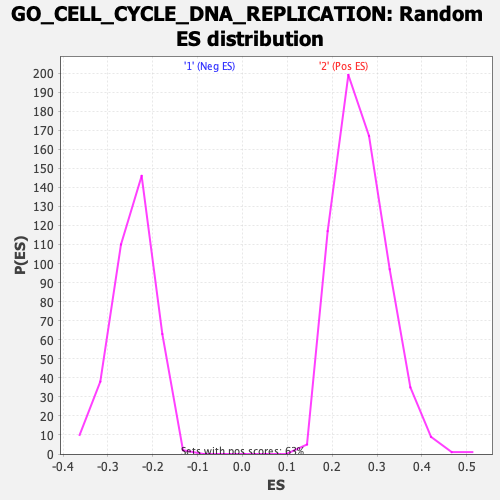 GO_CELL_CYCLE_DNA_REPLICATION: Random
ES distribution
'1' (Neg ES)
'2' (Pos ES)
200
190
180
170
160
150
140
130
120
110
100
90
80
70
60
50
40
30
20
10
0
P(ES)
Sets with pos scores: 63%
-0.4 -0.3 -0.2 -0.1 0.0 0.1 0.2 0.3 0.4 0.5
ES